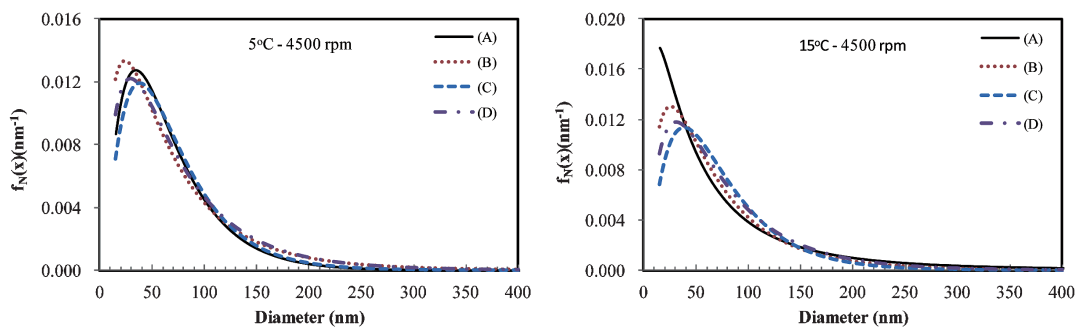 5°C - 4500 rpm
(A)
(B)
(C)
(D)
f_N(x)(nm⁻¹)
0.016
0.012
0.008
0.004
0.000
0 50 100 150 200 250 300 350 400
Diameter (nm)
15°C - 4500 rpm
(A)
(B)
(C)
(D)
f_N(x)(nm⁻¹)
0.020
0.016
0.012
0.008
0.004
0.000
0 50 100 150 200 250 300 350 400
Diameter (nm)